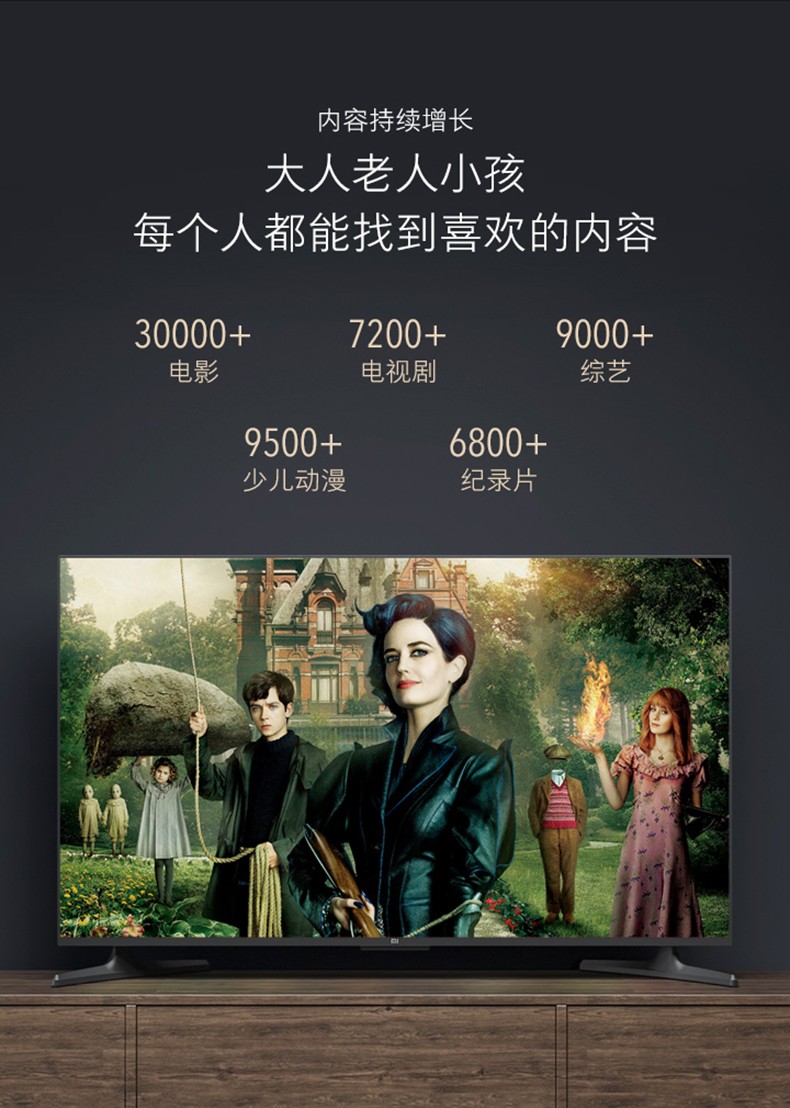 内容持续增长
大人老人小孩
每个人都能找到喜欢的内容
30000+ 7200+ 9000+
电影 电视剧 综艺
9500+ 6800+
少儿动漫 纪录片
mi